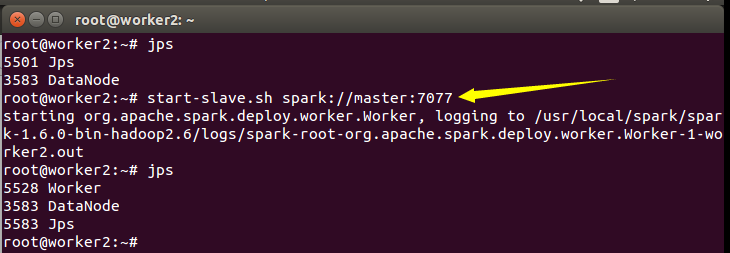 root@worker2: ~
root@worker2:~# jps
5501 Jps
3583 DataNode
root@worker2:~# start-slave.sh spark://master:7077
starting org.apache.spark.deploy.worker.Worker, logging to /usr/local/spark/spar
k-1.6.0-bin-hadoop2.6/logs/spark-root-org.apache.spark.deploy.worker.Worker-1-wo
rker2.out
root@worker2:~# jps
5528 Worker
3583 DataNode
5583 Jps
root@worker2:~#